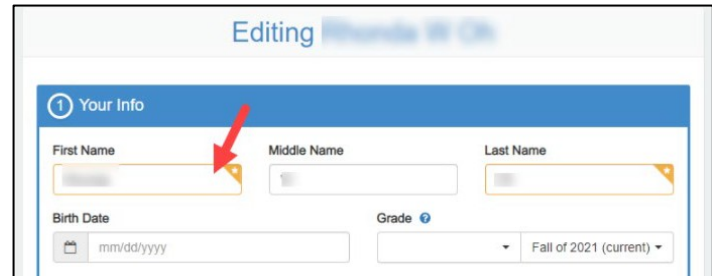 Editing
1 Your Info
First Name Middle Name Last Name
Birth Date Grade ?
mm/dd/yyyy Fall of 2021 (current)